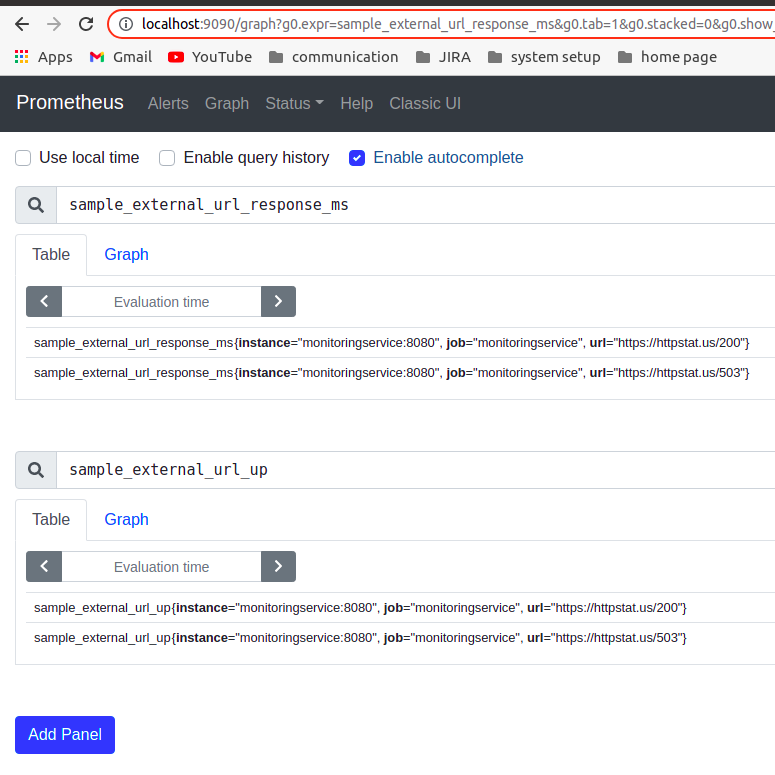 localhost:9090/graph?g0.expr=sample_external_url_response_ms&g0.tab=1&g0.stacked=0&g0.show_
Apps Gmail YouTube communication JIRA system setup home page
Prometheus Alerts Graph Status Help Classic UI
Use local time Enable query history Enable autocomplete
sample_external_url_response_ms
Table Graph
Evaluation time
sample_external_url_response_ms{instance="monitoringservice:8080", job="monitoringservice", url="https://httpstat.us/200"}
sample_external_url_response_ms{instance="monitoringservice:8080", job="monitoringservice", url="https://httpstat.us/503"}
sample_external_url_up
Table Graph
Evaluation time
sample_external_url_up{instance="monitoringservice:8080", job="monitoringservice", url="https://httpstat.us/200"}
sample_external_url_up{instance="monitoringservice:8080", job="monitoringservice", url="https://httpstat.us/503"}
Add Panel